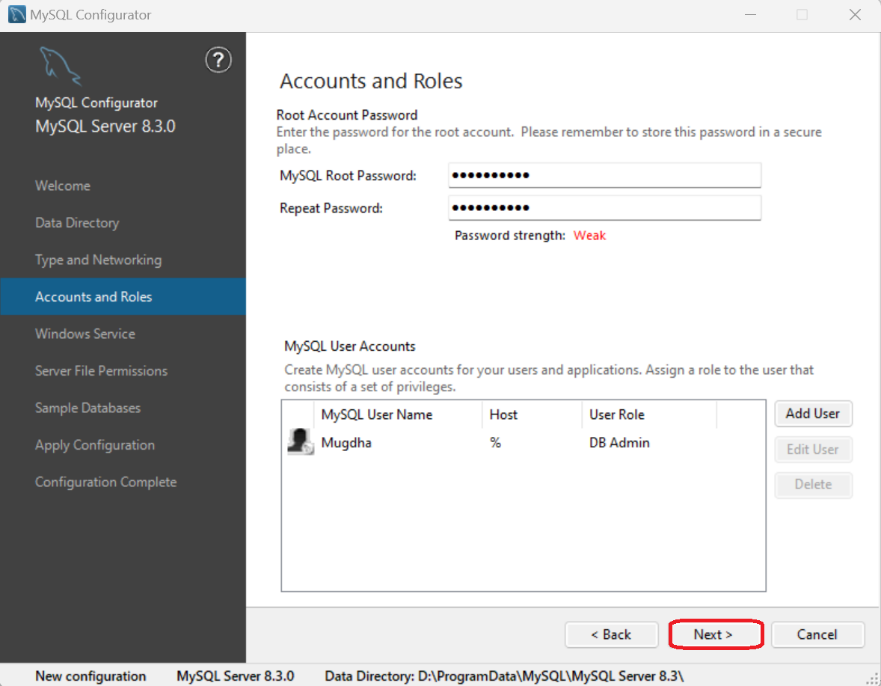 MySQL Configurator
?
MySQL Configurator
MySQL Server 8.3.0
Welcome
Data Directory
Type and Networking
Accounts and Roles
Windows Service
Server File Permissions
Sample Databases
Apply Configuration
Configuration Complete
Accounts and Roles
Root Account Password
Enter the password for the root account.  Please remember to store this password in a secure
place.
MySQL Root Password: ●●●●●●●●●●
Repeat Password: ●●●●●●●●●●
Password strength: Weak
MySQL User Accounts
Create MySQL user accounts for your users and applications. Assign a role to the user that
consists of a set of privileges.
MySQL User Name Host User Role
Mugdha % DB Admin
Add User
Edit User
Delete
< Back Next > Cancel
New configuration MySQL Server 8.3.0 Data Directory: D:\ProgramData\MySQL\MySQL Server 8.3\